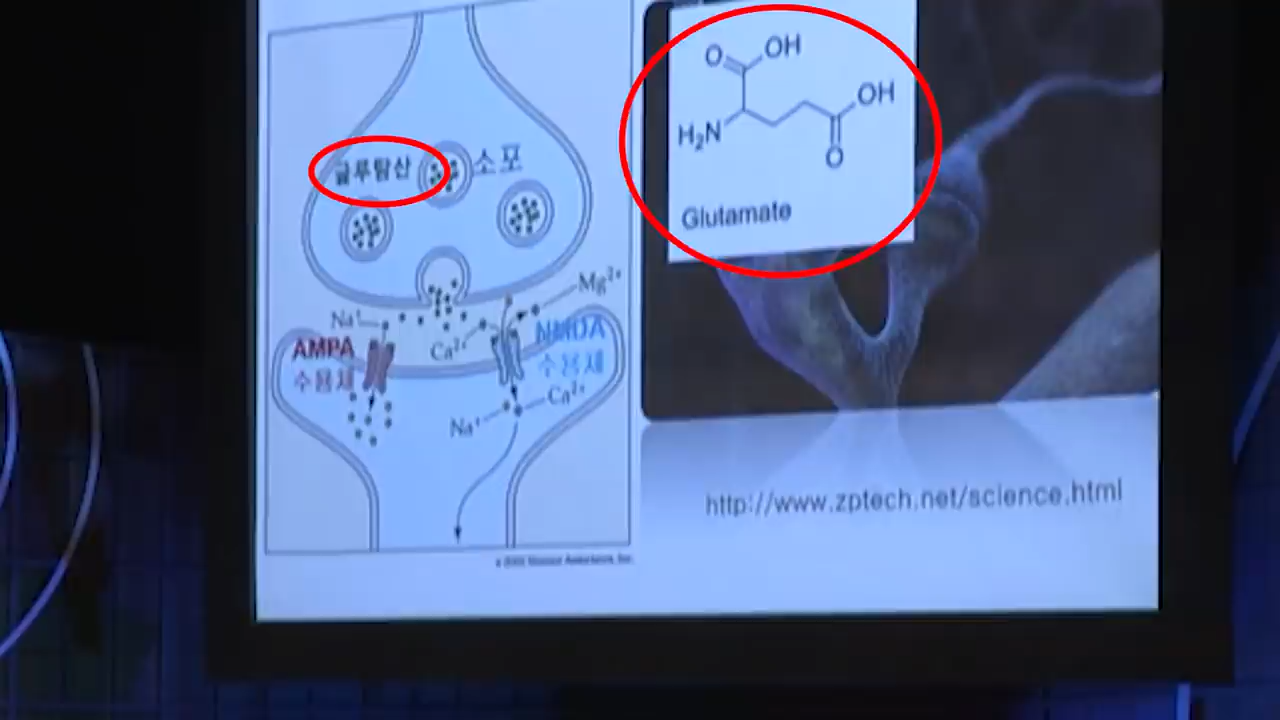 글루탐산
소포
Mg²⁺
Na⁺
Ca²⁺
AMPA
수용체
NMDA
수용체
Ca²⁺
Na⁺
O
OH
OH
H₂N
O
Glutamate
http://www.zptech.net/science.html